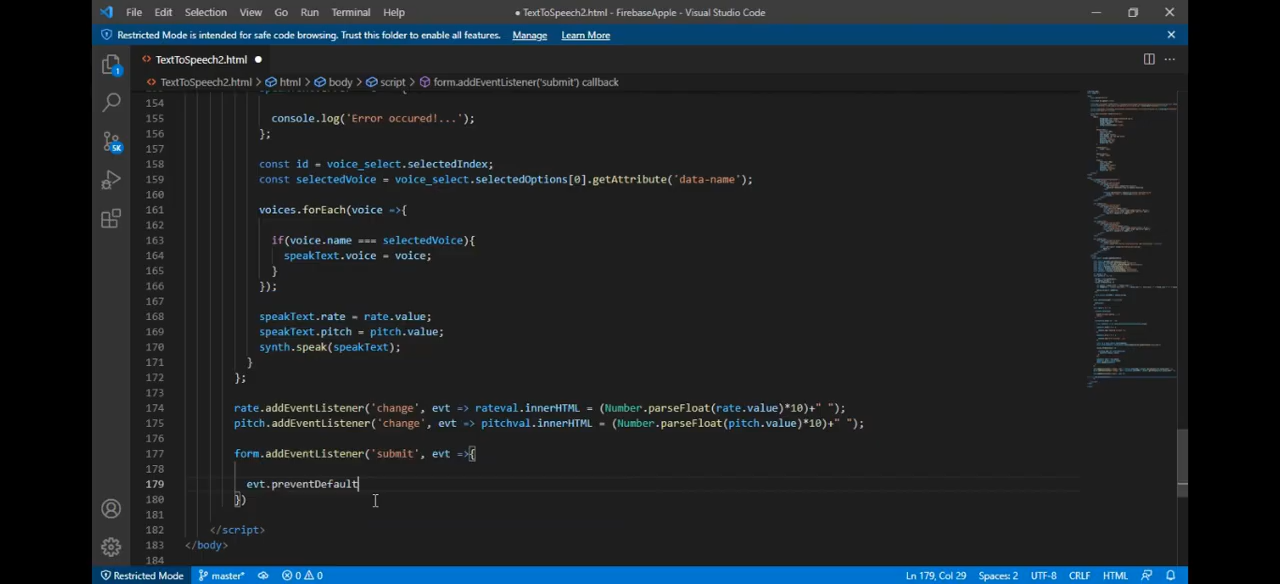 File Edit Selection View Go Run Terminal Help
● TextToSpeech2.html - FirebaseApple - Visual Studio Code
Restricted Mode is intended for safe code browsing. Trust this folder to enable all features. Manage Learn More
TextToSpeech2.html ●
TextToSpeech2.html > html > body > script > form.addEventListener('submit') callback
154
155 console.log('Error occured!...');
156 };
157
158 const id = voice_select.selectedIndex;
159 const selectedVoice = voice_select.selectedOptions[0].getAttribute('data-name');
160
161 voices.forEach(voice =>{
162
163 if(voice.name === selectedVoice){
164 speakText.voice = voice;
165 }
166 });
167
168 speakText.rate = rate.value;
169 speakText.pitch = pitch.value;
170 synth.speak(speakText);
171 }
172 };
173
174 rate.addEventListener('change', evt => rateval.innerHTML = (Number.parseFloat(rate.value)*10)+" ");
175 pitch.addEventListener('change', evt => pitchval.innerHTML = (Number.parseFloat(pitch.value)*10)+" ");
176
177 form.addEventListener('submit', evt =>{
178
179 evt.preventDefault
180 })
181
182 </script>
183 </body>
184
1
5K
Restricted Mode master* 0 0 Ln 179, Col 29 Spaces: 2 UTF-8 CRLF HTML